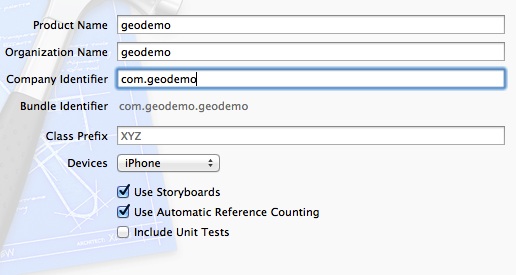 Product Name geodemo
Organization Name geodemo
Company Identifier com.geodemo
Bundle Identifier com.geodemo.geodemo
Class Prefix XYZ
Devices iPhone
Use Storyboards
Use Automatic Reference Counting
Include Unit Tests